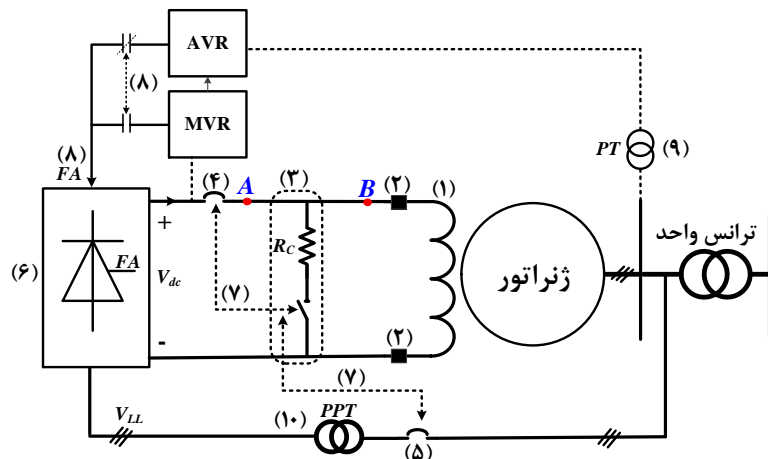 AVR
(۸)
MVR
(۸)
FA
(۴)
A
(۳)
B
(۲)
(۱)
PT
(۹)
ترانس واحد
+
R_C
(۶)
FA
V_dc
ژنراتور
(۷)
-
(۲)
(۷)
V_LL
(۱۰)
PPT
(۵)